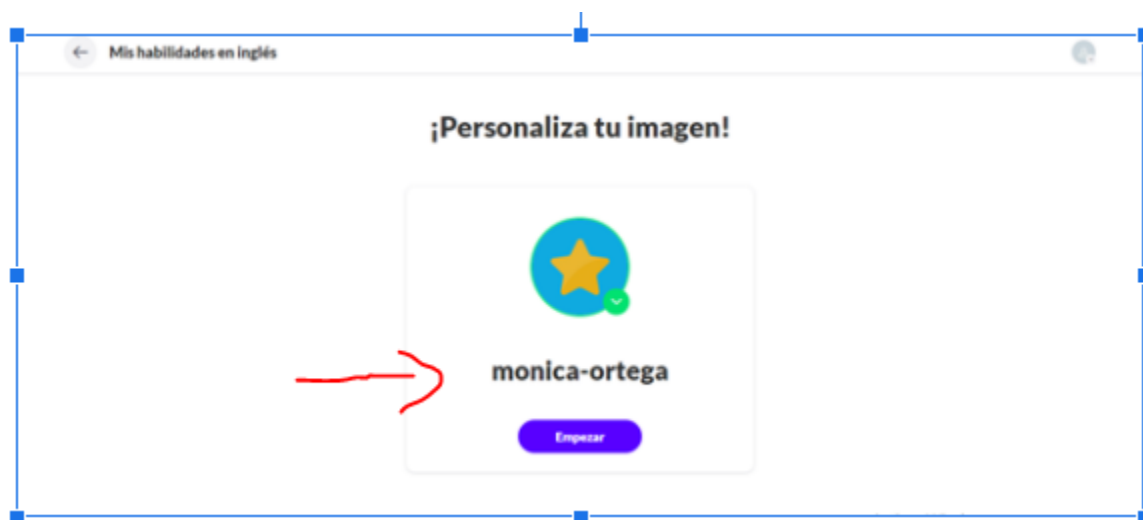 Mis habilidades en inglés
¡Personaliza tu imagen!
monica-ortega
Empezar